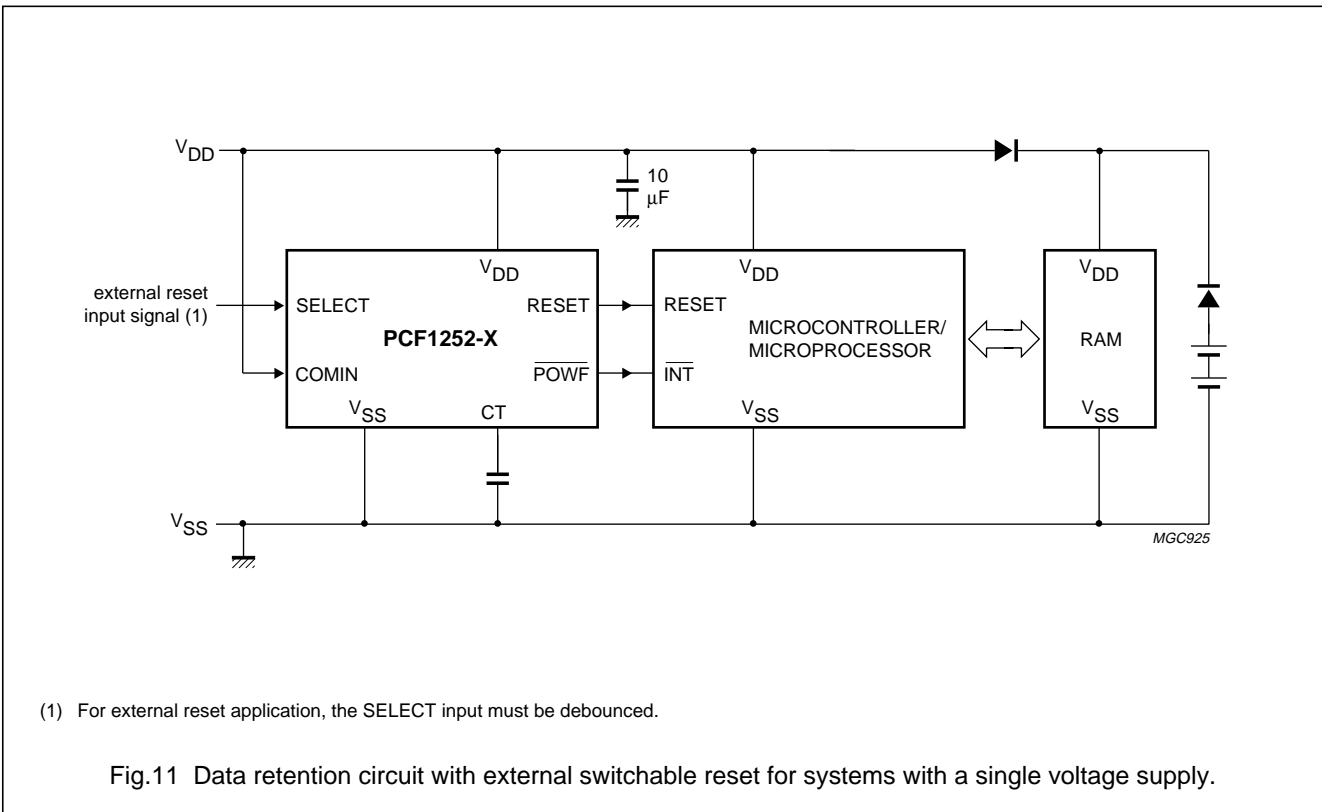 VDD
10
μF
VDD
VDD
VDD
external reset
input signal (1)
SELECT
RESET
RESET
MICROCONTROLLER/
MICROPROCESSOR
PCF1252-X
RAM
COMIN
POWF
INT
VSS
CT
VSS
VSS
VSS
MGC925
(1) For external reset application, the SELECT input must be debounced.
Fig.11 Data retention circuit with external switchable reset for systems with a single voltage supply.